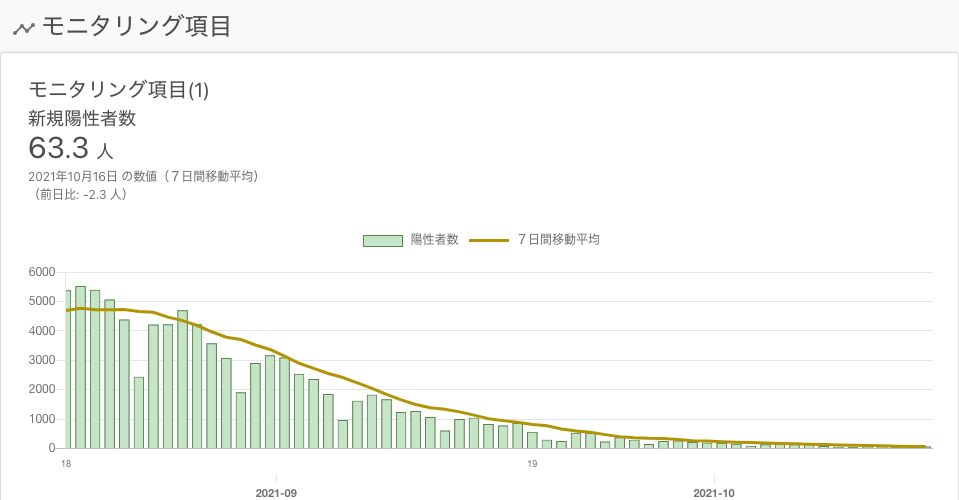 モニタリング項目
モニタリング項目(1)
新規陽性者数
63.3 人
2021年10月16日 の数値（７日間移動平均）
（前日比: -2.3 人）
陽性者数 ７日間移動平均
6000
5000
4000
3000
2000
1000
0
18 19
2021-09 2021-10